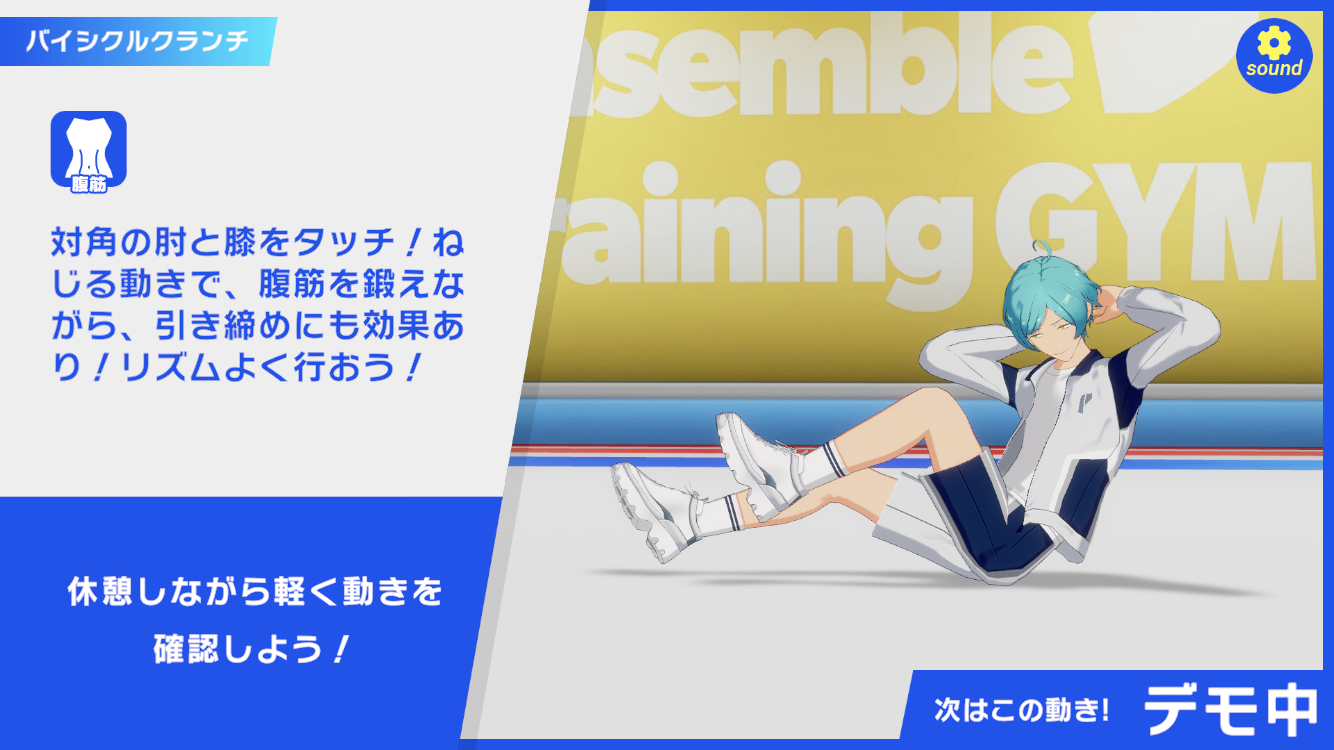 バイシクルクランチ
腹筋
対角の肘と膝をタッチ！ね
じる動きで、腹筋を鍛えな
がら、引き締めにも効果あ
り！リズムよく行おう！
休憩しながら軽く動きを
確認しよう！
nsemble
raining GYM
sound
次はこの動き!
デモ中